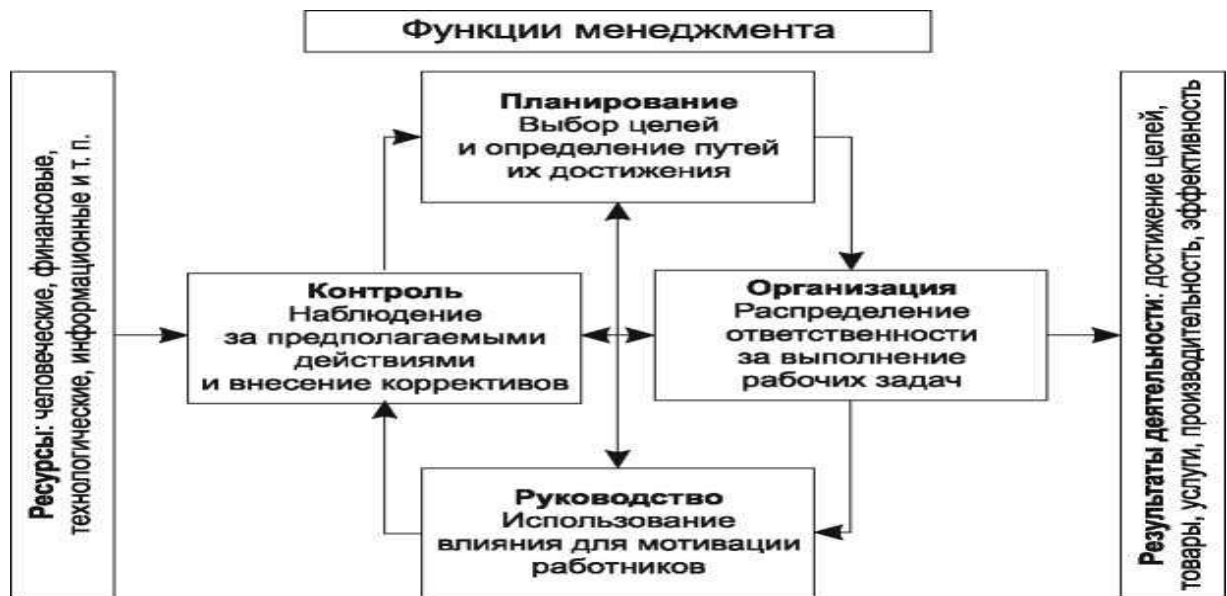 Функции менеджмента
Ресурсы: человеческие, финансовые,
технологические, информационные и т. п.
Планирование
Выбор целей
и определение путей
их достижения
Контроль
Наблюдение
за предполагаемыми
действиями
и внесение коррективов
Организация
Распределение
ответственности
за выполнение
рабочих задач
Руководство
Использование
влияния для мотивации
работников
Результаты деятельности: достижение целей,
товары, услуги, производительность, эффективность